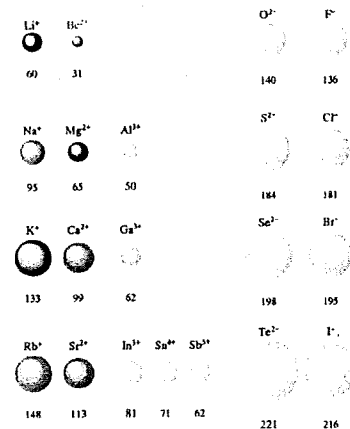 O²⁻ F⁻
Li⁺ Be²⁺
60 31 140 136
S²⁻ Cl⁻
Na⁺ Mg²⁺ Al³⁺
95 65 50 184 181
Se²⁻ Br⁻
K⁺ Ca²⁺ Ga³⁺
133 99 62 198 195
Te²⁻ I⁻
Rb⁺ Sr²⁺ In³⁺ Sn⁴⁺ Sb⁵⁺
148 113 81 71 62 221 216